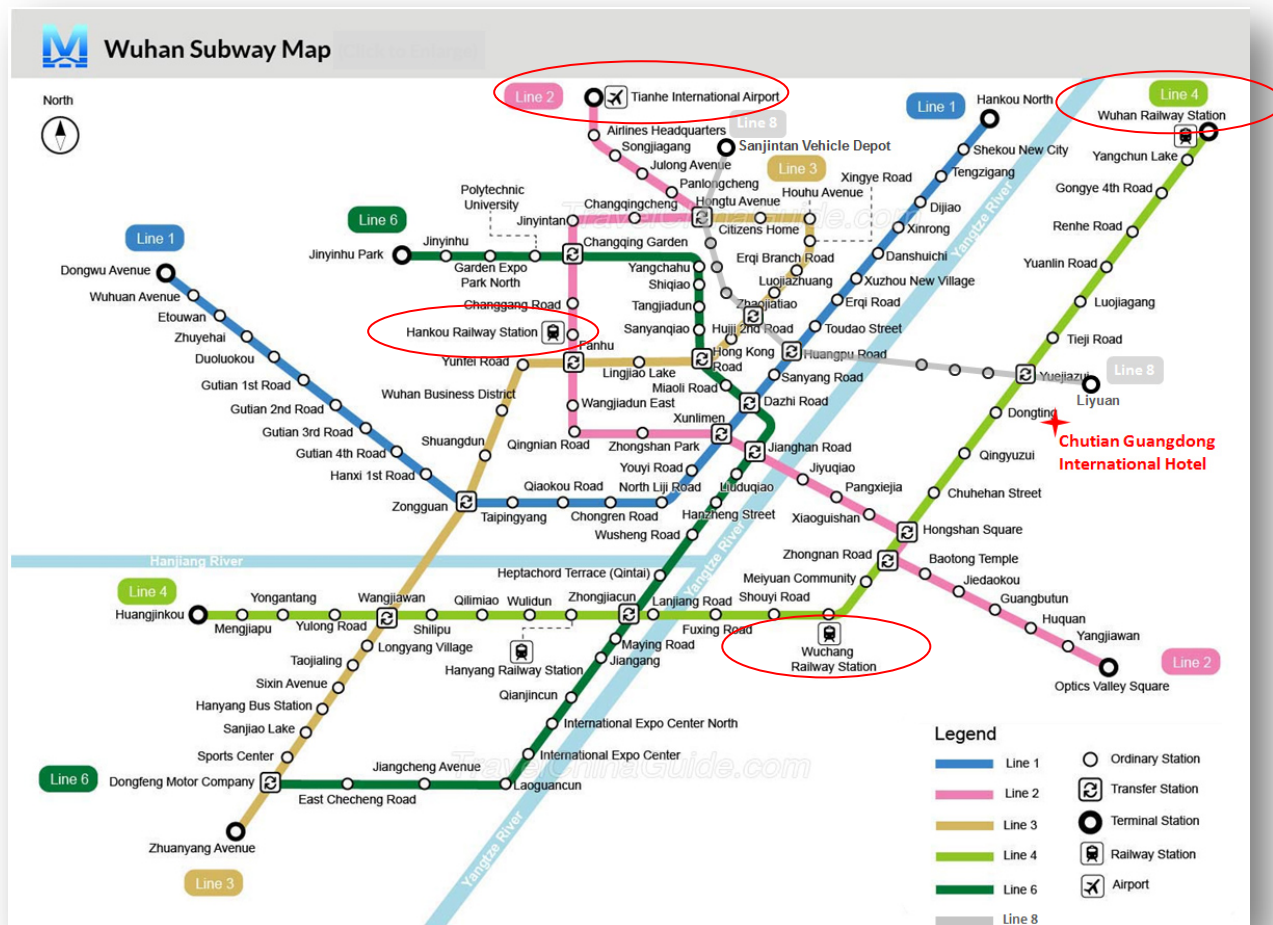 Wuhan Subway Map
North
Line 2
Tianhe International Airport
Line 1
Hankou North
Line 4
Wuhan Railway Station
Airlines Headquarters
Line 8
Songjiagang
Sanjintan Vehicle Depot
Shekou New City
Yangchun Lake
Julong Avenue
Line 3
Xingye Road
Tengzigang
Panlongcheng
Houhu Avenue
Gongye 4th Road
Polytechnic
University
Changqingcheng
Hongtu Avenue
TravelChinaGuide.com
Dijiao
Yangtze River
Line 6
Jinyintan
Citizens Home
Xinrong
Renhe Road
Line 1
Jinyinhu
Changqing Garden
Jinyinhu Park
Danshuichi
Dongwu Avenue
Garden Expo
Park North
Yangchahu
Erqi Branch Road
Yuanlin Road
Wuhuan Avenue
Shiqiao
Luojiazhuang
Xuzhou New Village
Etouwan
Changgang Road
Tangjiadun
Zhaojiatiao
Erqi Road
Luojiagang
Zhuyehai
Hankou Railway Station
Sanyanqiao
Huiji 2nd Road
Toudao Street
Tieji Road
Duoluokou
Fanhu
Yunfei Road
Hong Kong
Road
Huangpu Road
Lingjiao Lake
Yuejiazui
Line 8
Gutian 1st Road
Wuhan Business District
Miaoli Road
Sanyang Road
Liyuan
Gutian 2nd Road
Wangjiadun East
Dazhi Road
Dongting
Gutian 3rd Road
Xunlimen
Chutian Guangdong
International Hotel
Shuangdun
Qingnian Road
Zhongshan Park
Jianghan Road
Gutian 4th Road
Qingyuzui
Hanxi 1st Road
Youyi Road
Jiyuqiao
Qiaokou Road
North Liji Road
Liuduqiao
Pangxiejia
Chuhehan Street
Zongguan
Taipingyang
Chongren Road
Hanzheng Street
Xiaoguishan
Hongshan Square
Wusheng Road
Hanjiang River
Yangtze River
Zhongnan Road
Baotong Temple
Heptachord Terrace (Qintai)
Meiyuan Community
Jiedaokou
Line 4
Huangjinkou
Yongantang
Wangjiawan
Qilimiao
Wulidun
Zhongjiacun
Lanjiang Road
Shouyi Road
Guangbutun
Mengjiapu
Yulong Road
Shilipu
Fuxing Road
Huquan
Longyang Village
Maying Road
Wuchang
Railway Station
Yangjiawan
Taojialing
Hanyang Railway Station
Jiangang
Line 2
Sixin Avenue
Optics Valley Square
Hanyang Bus Station
Qianjincun
Sanjiao Lake
International Expo Center North
Legend
Sports Center
International Expo Center
Line 1
Ordinary Station
TravelChinaGuide.com
Line 6
Dongfeng Motor Company
Jiangcheng Avenue
Laoguancun
Line 2
Transfer Station
East Checheng Road
Line 3
Terminal Station
Zhuanyang Avenue
Yangtze River
Line 4
Railway Station
Line 3
Line 6
Airport
Line 8